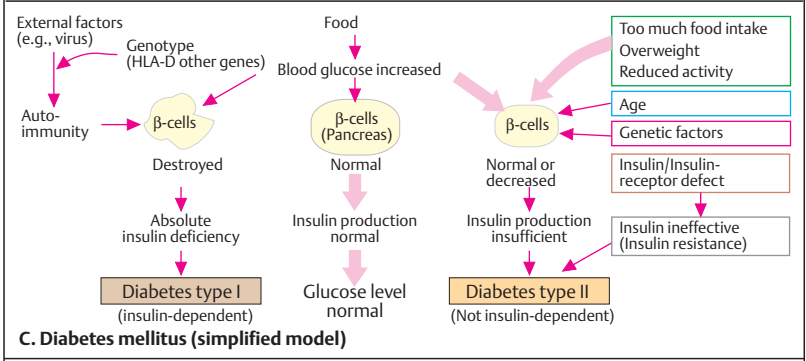 External factors
(e.g., virus)
Genotype
(HLA-D other genes)
Auto-
immunity
β-cells
Destroyed
Absolute
insulin deficiency
Diabetes type I
(insulin-dependent)
Food
Blood glucose increased
β-cells
(Pancreas)
Normal
Insulin production
normal
Glucose level
normal
Too much food intake
Overweight
Reduced activity
Age
Genetic factors
β-cells
Normal or
decreased
Insulin production
insufficient
Insulin/Insulin-
receptor defect
Insulin ineffective
(Insulin resistance)
Diabetes type II
(Not insulin-dependent)
C. Diabetes mellitus (simplified model)